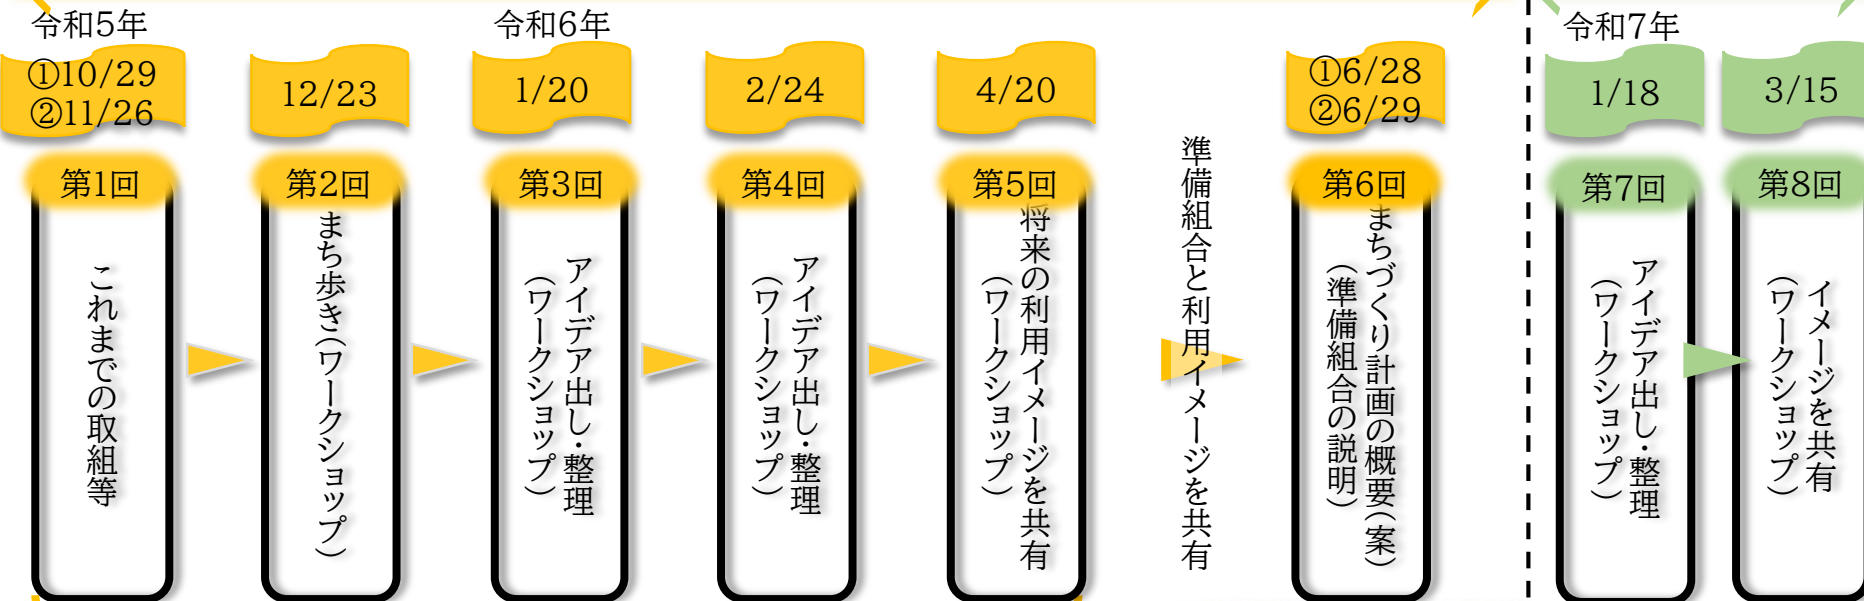 令和5年
①10/29
②11/26
第1回
これまでの取組等
12/23
第2回
まち歩き(ワークショップ)
令和6年
1/20
第3回
アイデア出し・整理
(ワークショップ)
2/24
第4回
アイデア出し・整理
(ワークショップ)
4/20
第5回
将来の利用イメージを共有
(ワークショップ)
準備組合と利用イメージを共有
①6/28
②6/29
第6回
まちづくり計画の概要(案)
(準備組合の説明)
令和7年
1/18
第7回
アイデア出し・整理
(ワークショップ)
3/15
第8回
イメージを共有
(ワークショップ)